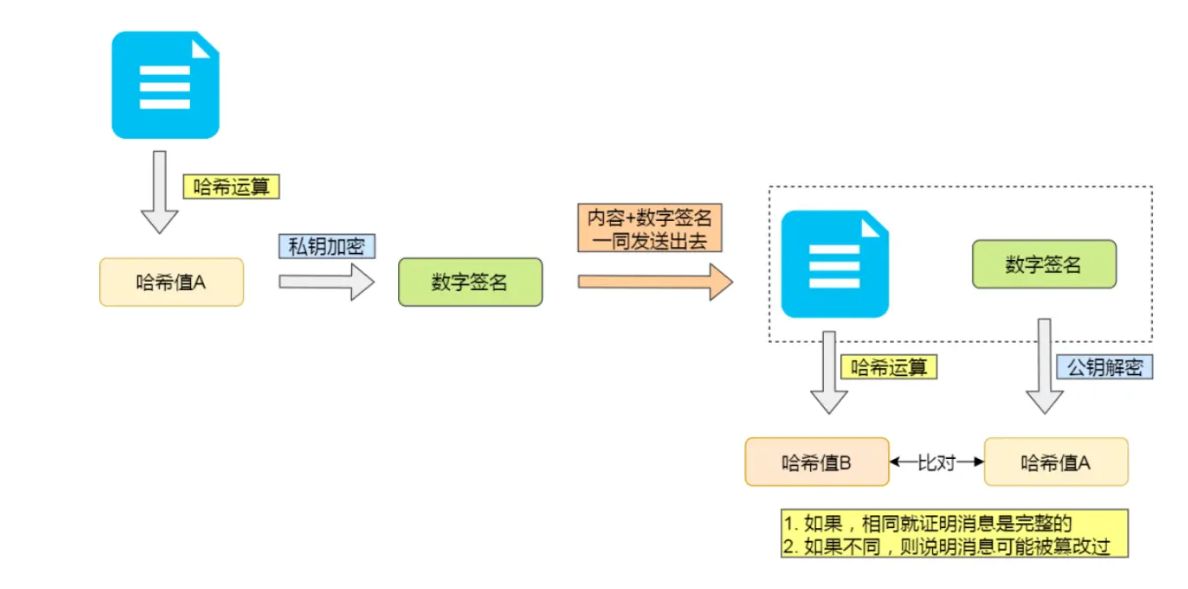 哈希运算
哈希值A
私钥加密
数字签名
内容+数字签名
一同发送出去
数字签名
哈希运算
公钥解密
哈希值B
比对
哈希值A
1. 如果，相同就证明消息是完整的
2. 如果不同，则说明消息可能被篡改过